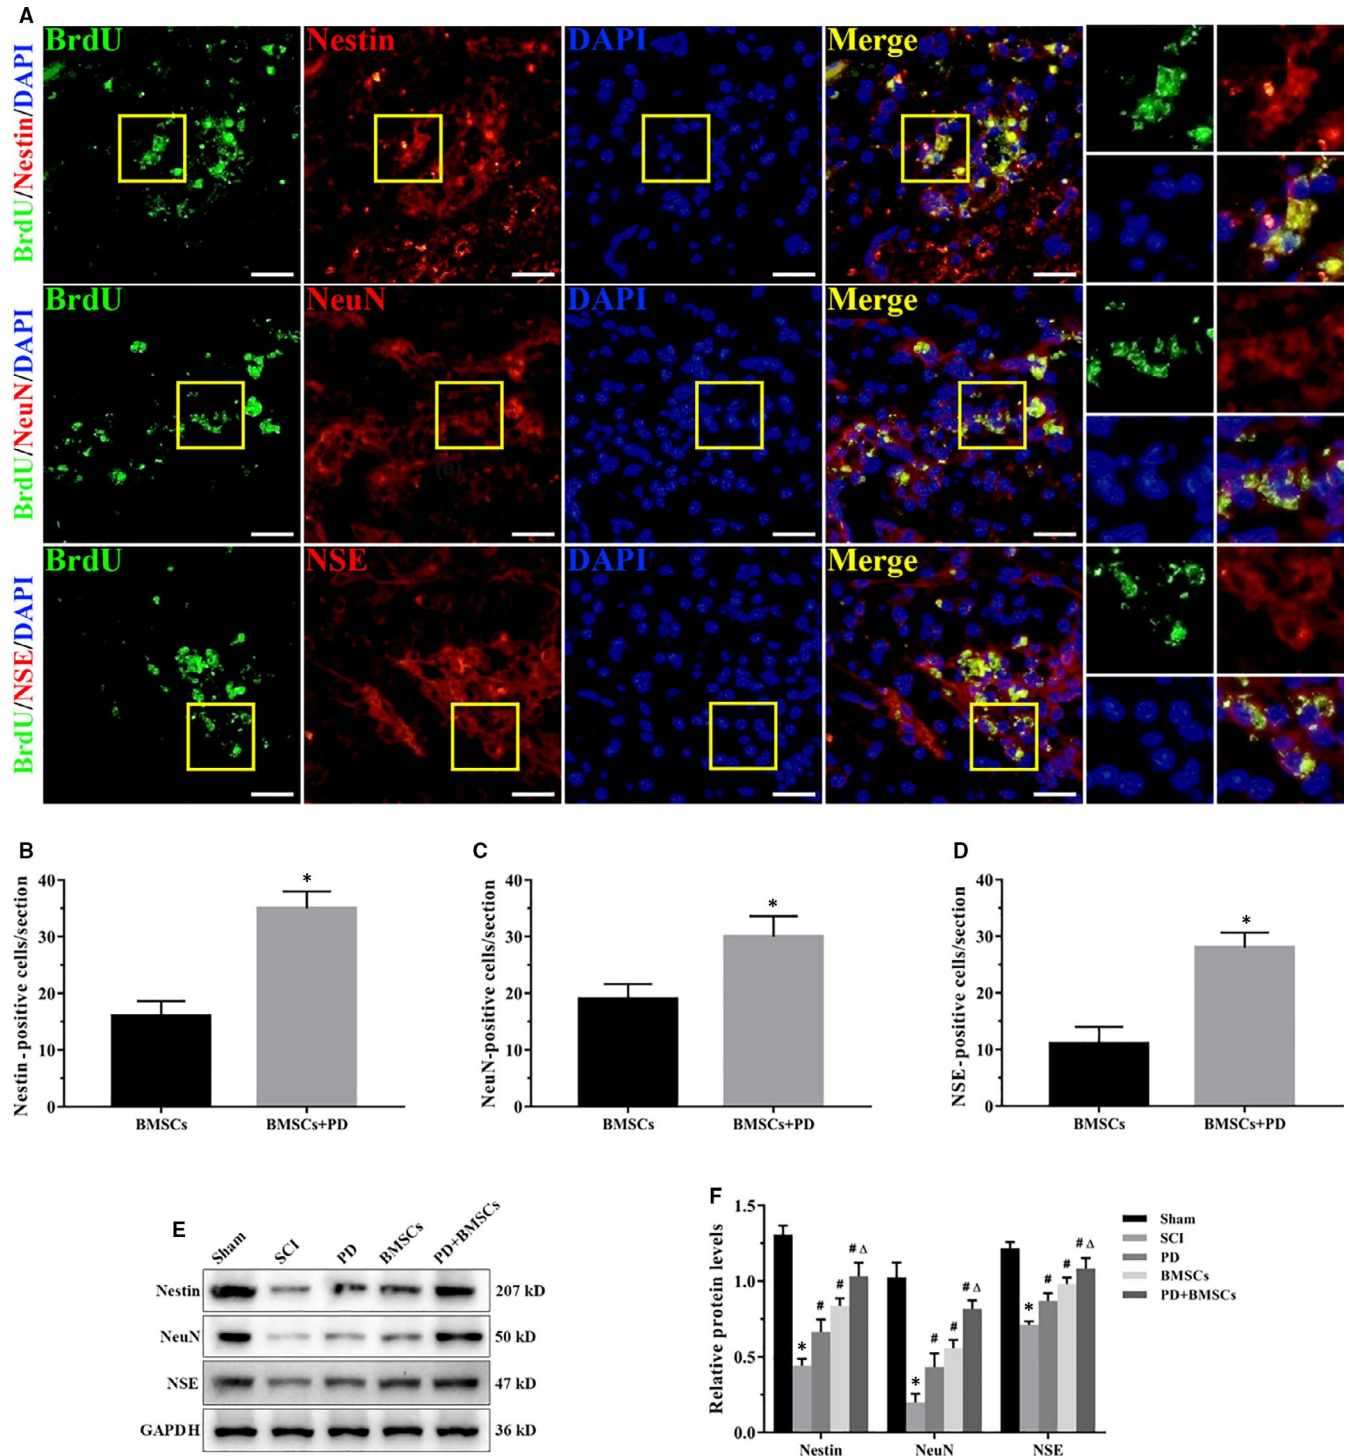 A
BrdU/Nestin/DAPI
BrdU
Nestin
DAPI
Merge
BrdU/NeuN/DAPI
BrdU
NeuN
DAPI
Merge
(a)
BrdU/NSE/DAPI
BrdU
NSE
DAPI
Merge
B
Nestin-positive cells/section
40
30
20
10
0
*
BMSCs
BMSCs+PD
C
NeuN-positive cells/section
40
30
20
10
0
*
BMSCs
BMSCs+PD
D
NSE-positive cells/section
40
30
20
10
0
*
BMSCs
BMSCs+PD
E
Sham
SCI
PD
BMSCs
PD+BMSCs
Nestin
207 kD
NeuN
50 kD
NSE
47 kD
GAPDH
36 kD
F
Relative protein levels
1.5
1.0
0.5
0.0
*
#
#
# Δ
*
#
#
# Δ
*
#
#
# Δ
Nestin
NeuN
NSE
Sham
SCI
PD
BMSCs
PD+BMSCs